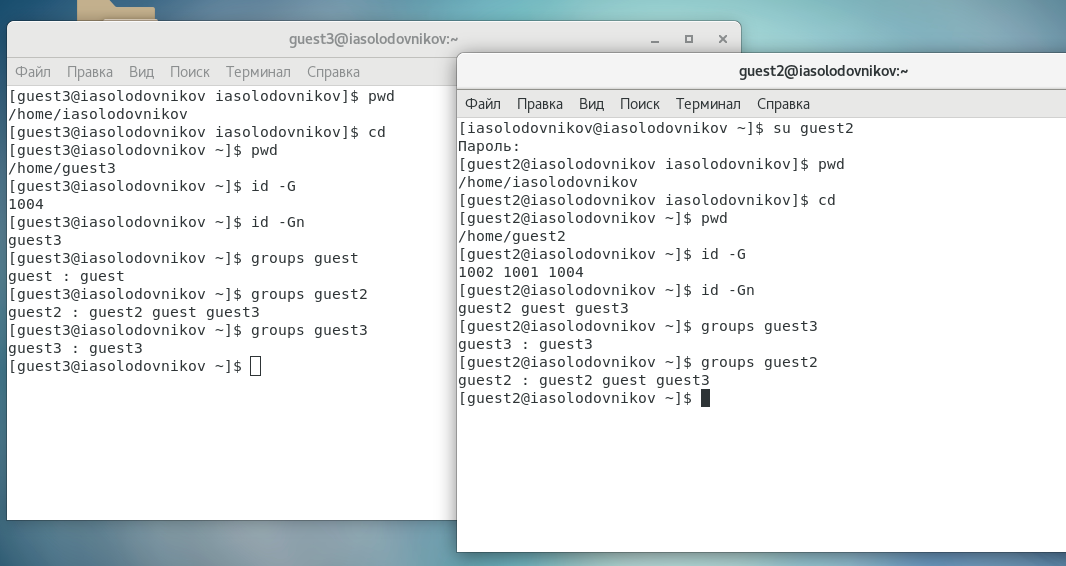 guest3@iasolodovnikov:~
Файл Правка Вид Поиск Терминал Справка
[guest3@iasolodovnikov iasolodovnikov]$ pwd
/home/iasolodovnikov
[guest3@iasolodovnikov iasolodovnikov]$ cd
[guest3@iasolodovnikov ~]$ pwd
/home/guest3
[guest3@iasolodovnikov ~]$ id -G
1004
[guest3@iasolodovnikov ~]$ id -Gn
guest3
[guest3@iasolodovnikov ~]$ groups guest
guest : guest
[guest3@iasolodovnikov ~]$ groups guest2
guest2 : guest2 guest guest3
[guest3@iasolodovnikov ~]$ groups guest3
guest3 : guest3
[guest3@iasolodovnikov ~]$
guest2@iasolodovnikov:~
Файл Правка Вид Поиск Терминал Справка
[iasolodovnikov@iasolodovnikov ~]$ su guest2
Пароль:
[guest2@iasolodovnikov iasolodovnikov]$ pwd
/home/iasolodovnikov
[guest2@iasolodovnikov iasolodovnikov]$ cd
[guest2@iasolodovnikov ~]$ pwd
/home/guest2
[guest2@iasolodovnikov ~]$ id -G
1002 1001 1004
[guest2@iasolodovnikov ~]$ id -Gn
guest2 guest guest3
[guest2@iasolodovnikov ~]$ groups guest3
guest3 : guest3
[guest2@iasolodovnikov ~]$ groups guest2
guest2 : guest2 guest guest3
[guest2@iasolodovnikov ~]$